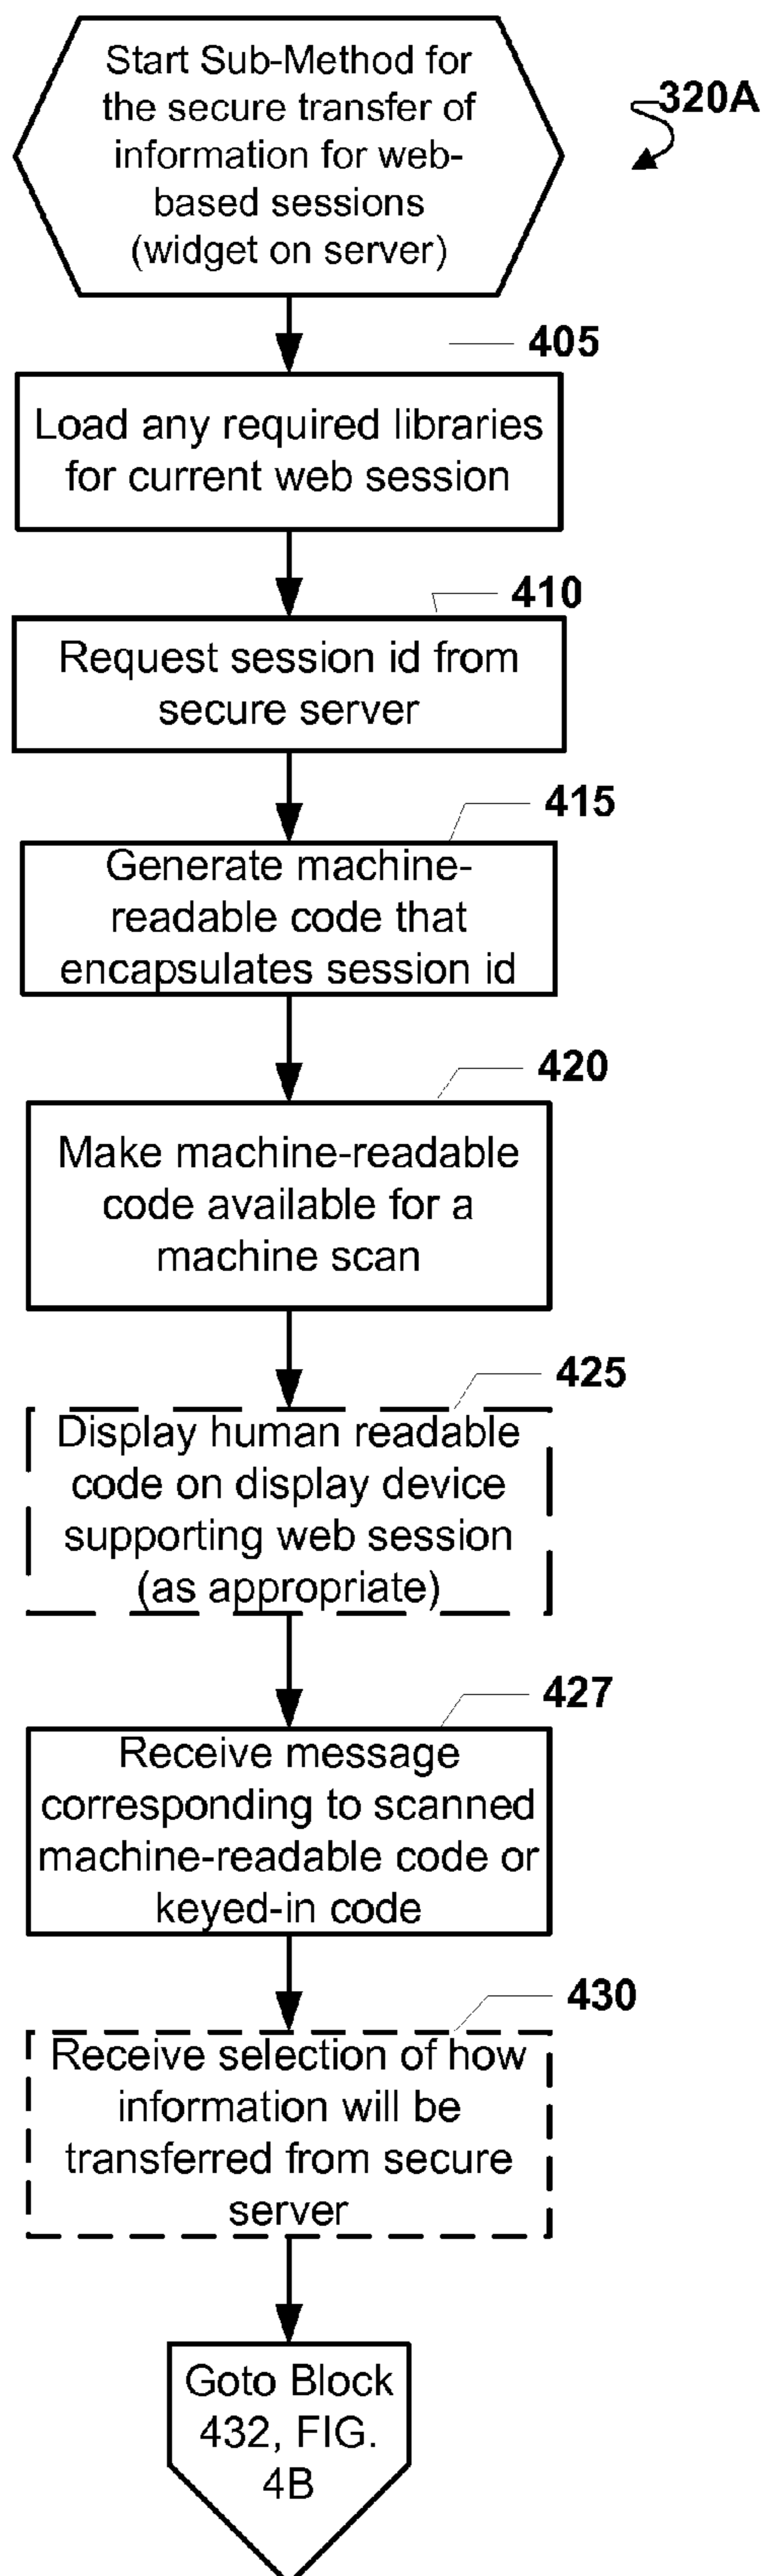 Start Sub-Method for
the secure transfer of
information for web-
based sessions
(widget on server)
320A
405
Load any required libraries
for current web session
410
Request session id from
secure server
415
Generate machine-
readable code that
encapsulates session id
420
Make machine-readable
code available for a
machine scan
425
Display human readable
code on display device
supporting web session
(as appropriate)
427
Receive message
corresponding to scanned
machine-readable code or
keyed-in code
430
Receive selection of how
information will be
transferred from secure
server
Goto Block
432, FIG.
4B